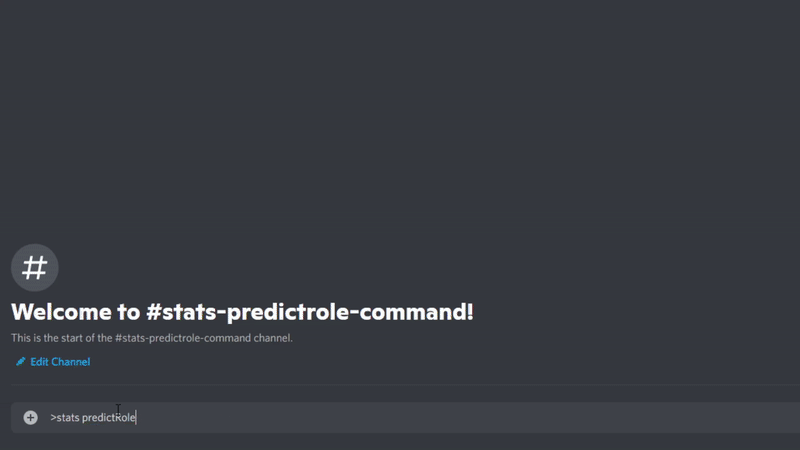 #
Welcome to #stats-predictrole-command!
This is the start of the #stats-predictrole-command channel.
Edit Channel
>stats predictRole